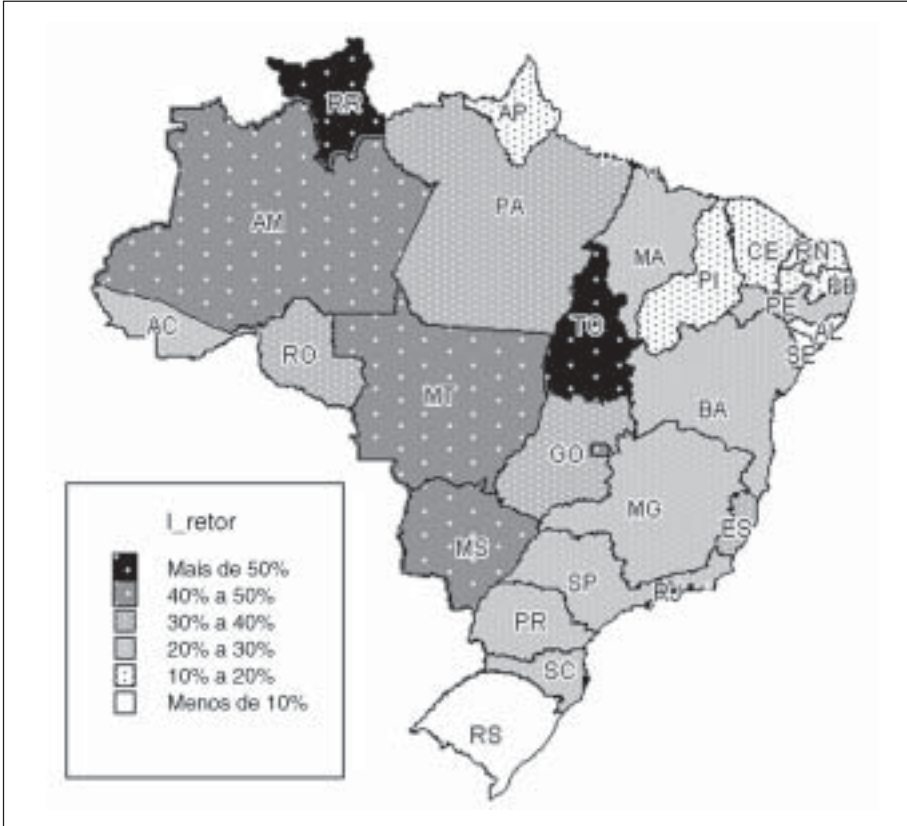 RR
AP
AM
PA
MA
CE
RN
PI
PE
AC
TO
AL
RO
SE
MT
BA
GO
MG
ES
MS
SP
RJ
PR
SC
RS
I_retor
Mais de 50%
40% a 50%
30% a 40%
20% a 30%
10% a 20%
Menos de 10%